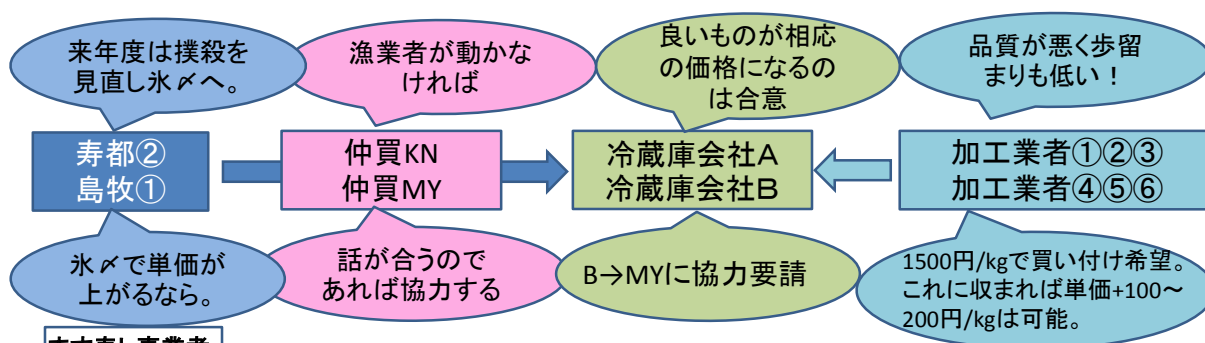 来年度は撲殺を
見直し氷〆へ。
漁業者が動かな
ければ
良いものが相応
の価格になるの
は合意
品質が悪く歩留
まりも低い！
寿都②
島牧①
仲買KN
仲買MY
冷蔵庫会社A
冷蔵庫会社B
加工業者①②③
加工業者④⑤⑥
氷〆で単価が
上がるなら。
話が合うので
あれば協力する
B→MYに協力要請
1500円/kgで買い付け希望。
これに収まれば単価+100～
200円/kgは可能。